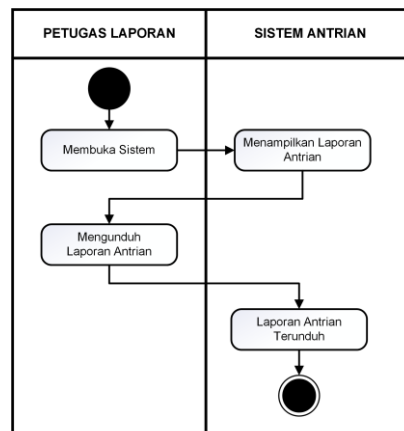 PETUGAS LAPORAN
SISTEM ANTRIAN
Membuka Sistem
Menampilkan Laporan
Antrian
Mengunduh
Laporan Antrian
Laporan Antrian
Terunduh